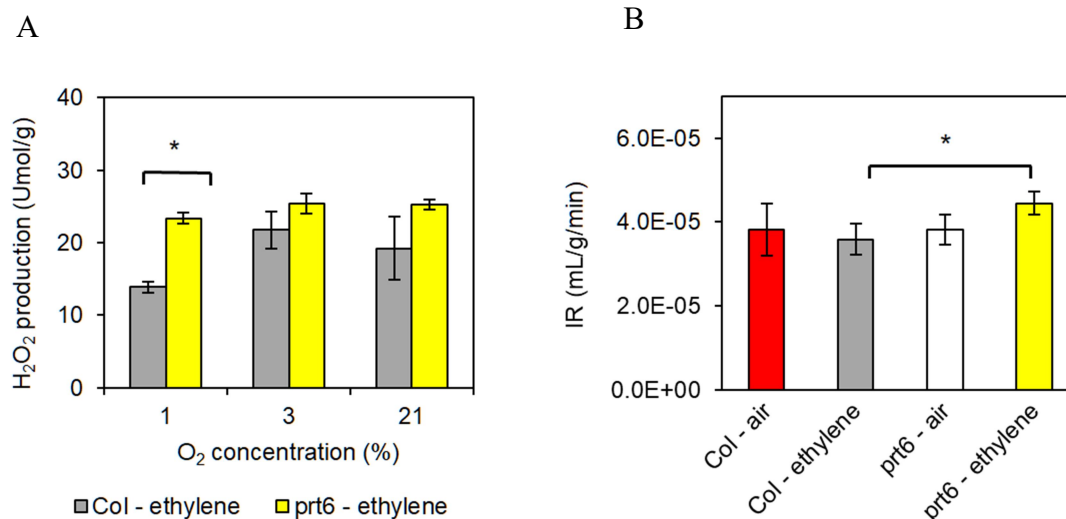 A
B
H₂O₂ production (Umol/g)
40
30
20
10
0
*
1
3
21
O₂ concentration (%)
Col - ethylene
prt6 - ethylene
IR (mL/g/min)
6.0E-05
4.0E-05
2.0E-05
0.0E+00
*
Col - air
Col - ethylene
prt6 - air
prt6 - ethylene